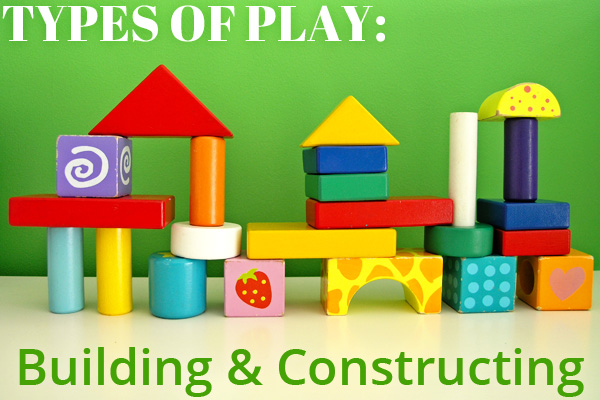 TYPES OF PLAY:
Building & Constructing